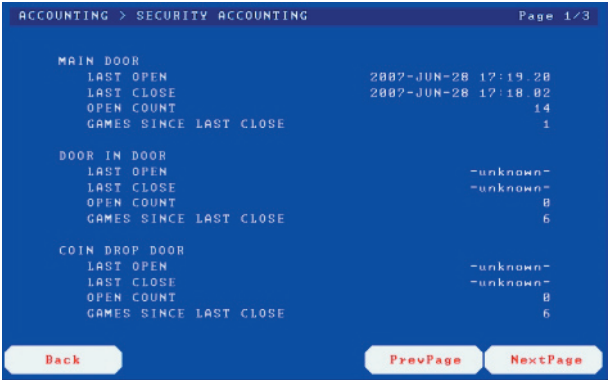 ACCOUNTING > SECURITY ACCOUNTING Page 1/3
MAIN DOOR
LAST OPEN 2007-JUN-28 17:19.20
LAST CLOSE 2007-JUN-28 17:18.02
OPEN COUNT 14
GAMES SINCE LAST CLOSE 1
DOOR IN DOOR
LAST OPEN -unknown-
LAST CLOSE -unknown-
OPEN COUNT 0
GAMES SINCE LAST CLOSE 6
COIN DROP DOOR
LAST OPEN -unknown-
LAST CLOSE -unknown-
OPEN COUNT 0
GAMES SINCE LAST CLOSE 6
Back PrevPage NextPage